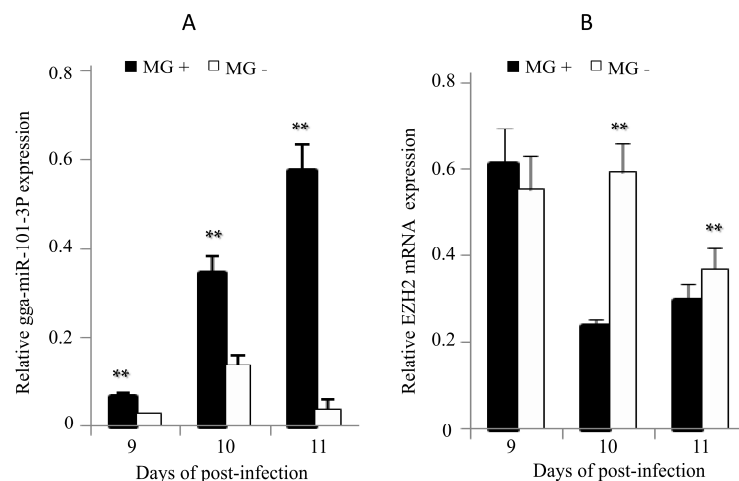 A
MG +
MG -
Relative gga-miR-101-3P expression
0.8
0.6
0.4
0.2
0
**
**
**
9
10
11
Days of post-infection
B
MG +
MG -
Relative EZH2 mRNA expression
0.8
0.6
0.4
0.2
0
**
**
9
10
11
Days of post-infection